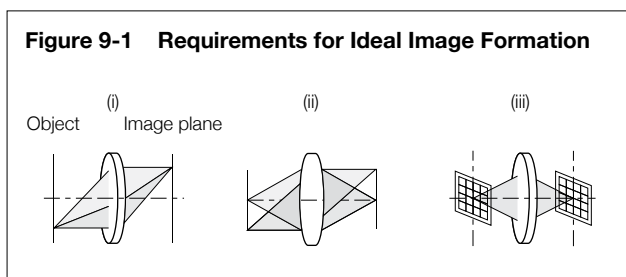 Figure 9-1 Requirements for Ideal Image Formation
(i) (ii) (iii)
Object Image plane